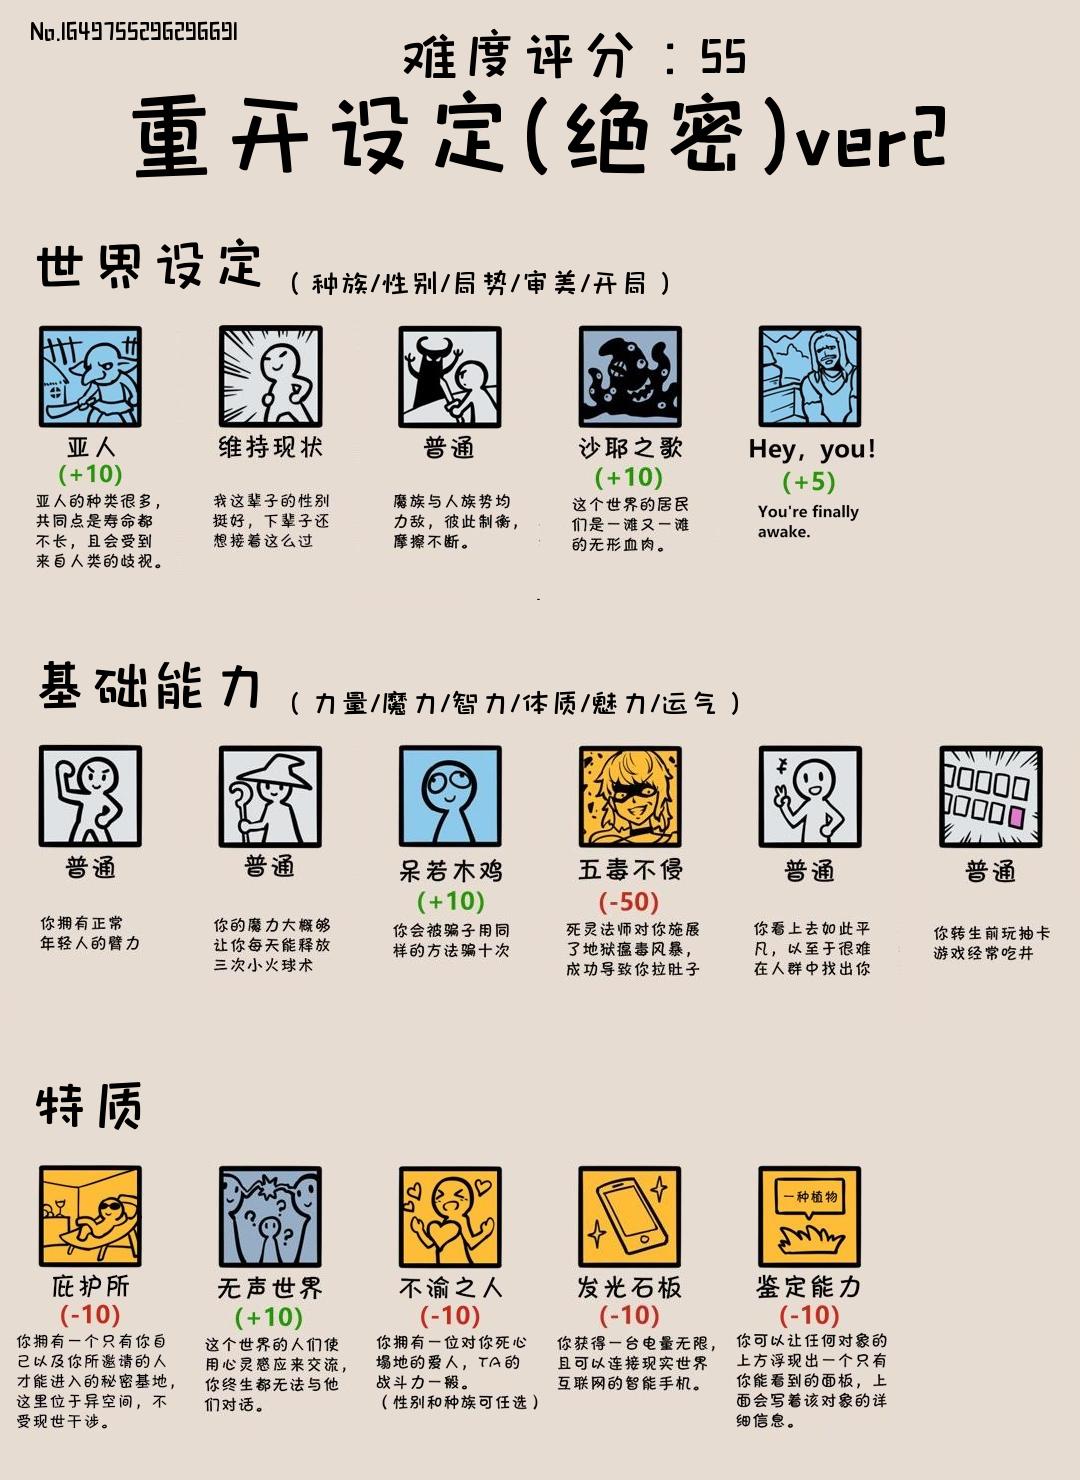 No.1649755296296691
难度评分：55
重开设定(绝密)ver2
世界设定（种族/性别/局势/审美/开局）
亚人
(+10)
亚人的种类很多，
共同点是寿命都
不长，且会受到
来自人类的歧视。
维持现状
我这辈子的性别
挺好，下辈子还
想接着这么过
普通
魔族与人族势均
力敌，彼此制衡，
摩擦不断。
沙耶之歌
(+10)
这个世界的居民
们是一滩又一滩
的无形血肉。
Hey, you!
(+5)
You're finally
awake.
基础能力（力量/魔力/智力/体质/魅力/运气）
普通
你拥有正常
年轻人的臂力
普通
你的魔力大概够
让你每天能释放
三次小火球术
呆若木鸡
(+10)
你会被骗子用同
样的方法骗十次
五毒不侵
(-50)
死灵法师对你施展
了地狱瘟毒风暴，
成功导致你拉肚子
普通
你看上去如此平
凡，以至于很难
在人群中找出你
普通
你转生前玩抽卡
游戏经常吃井
特质
庇护所
(-10)
你拥有一个只有你自
己以及你所邀请的人
才能进入的秘密基地，
这里位于异空间，不
受现世干涉。
无声世界
(+10)
这个世界的人们使
用心灵感应来交流，
你终生都无法与他
们对话。
不渝之人
(-10)
你拥有一位对你死心
塌地的爱人，TA的
战斗力一般。
（性别和种族可任选）
发光石板
(-10)
你获得一台电量无限，
且可以连接现实世界
互联网的智能手机。
一种植物
鉴定能力
(-10)
你可以让任何对象的
上方浮现出一个只有
你能看到的面板，上
面会写着该对象的详
细信息。